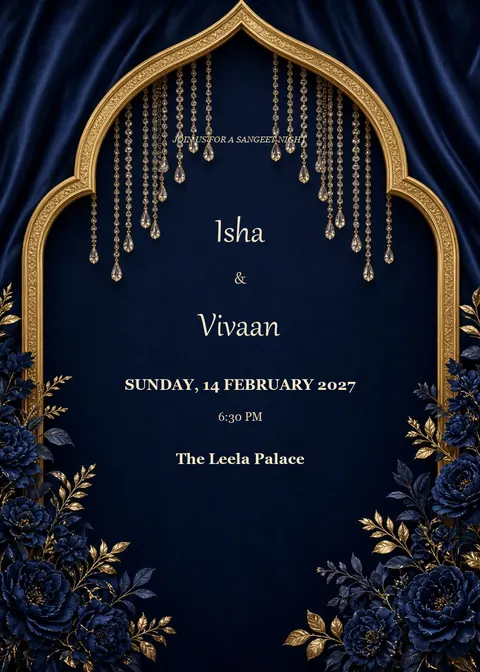 JOIN US FOR A SANGEET NIGHT
Isha
&
Vivaan
SUNDAY, 14 FEBRUARY 2027
6:30 PM
The Leela Palace